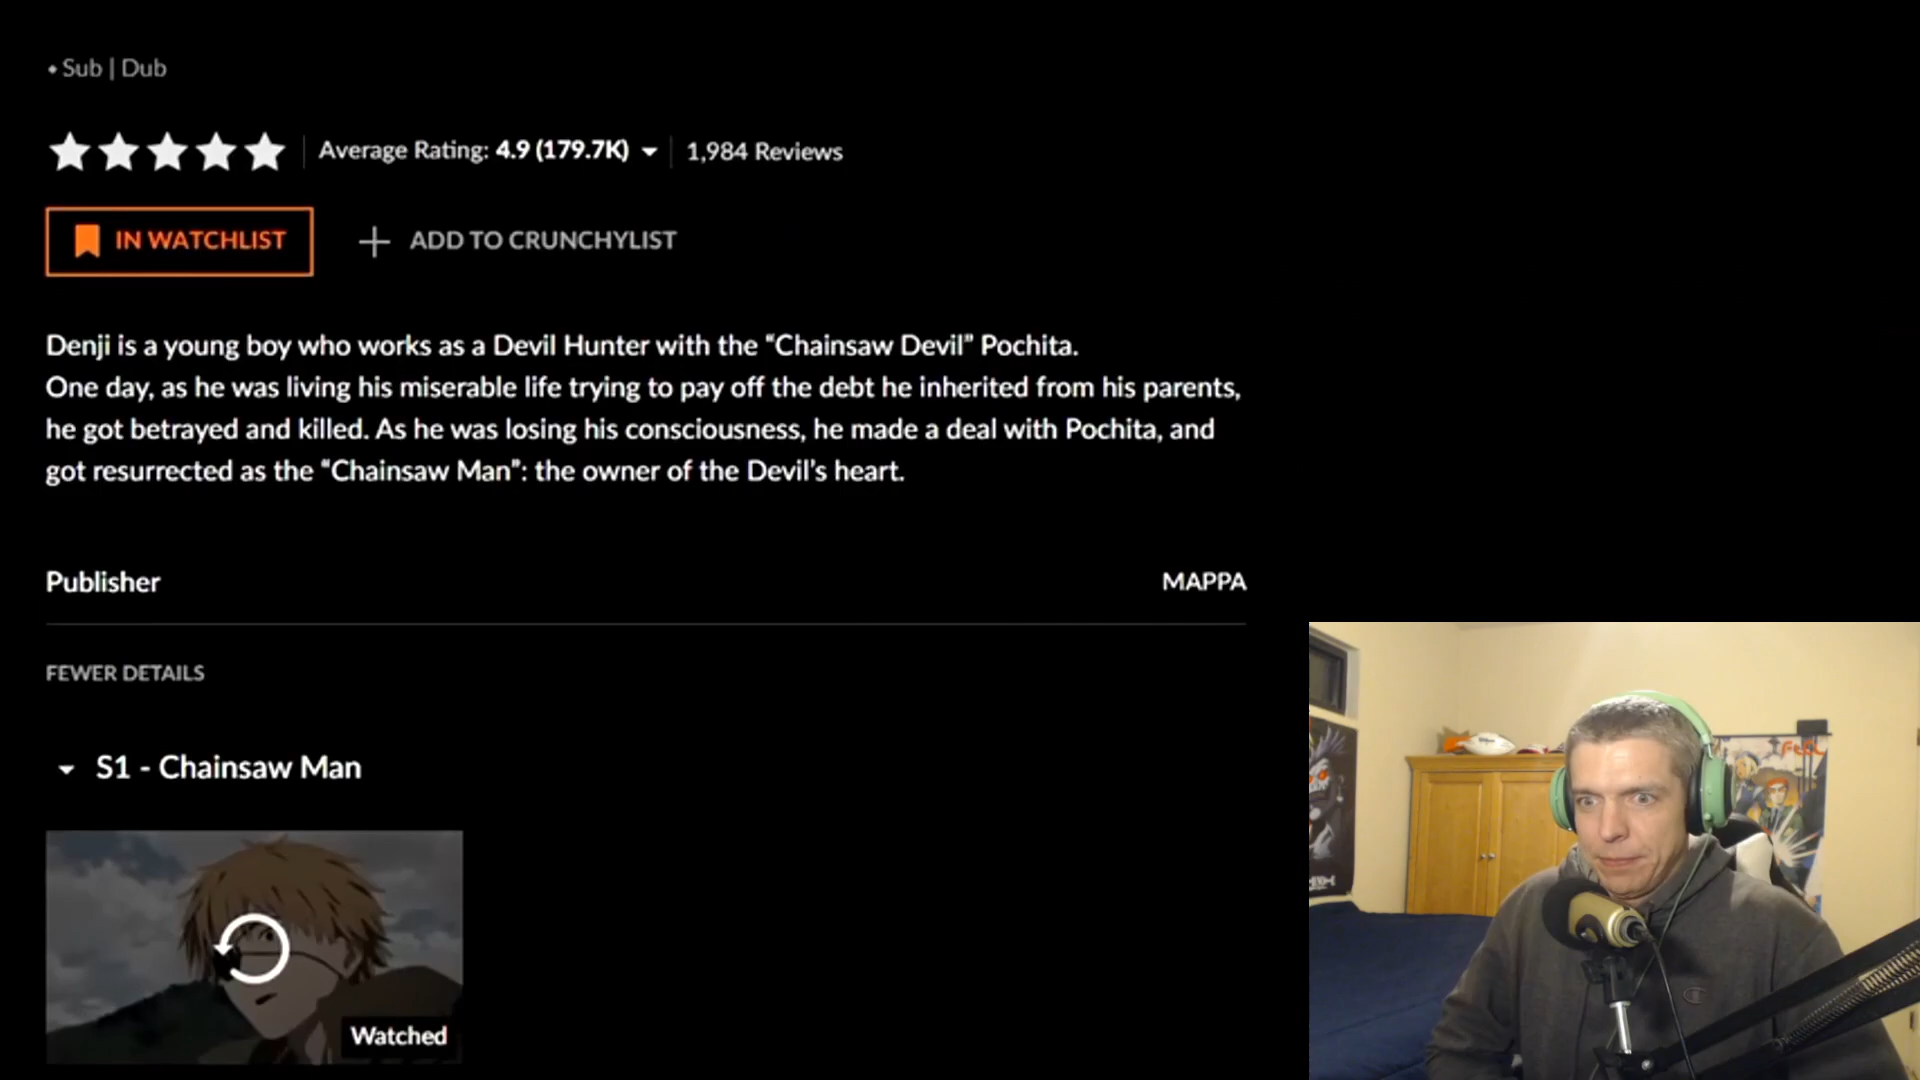 • Sub | Dub
Average Rating: 4.9 (179.7K)
1,984 Reviews
IN WATCHLIST
ADD TO CRUNCHYLIST
Denji is a young boy who works as a Devil Hunter with the “Chainsaw Devil” Pochita.
One day, as he was living his miserable life trying to pay off the debt he inherited from his parents,
he got betrayed and killed. As he was losing his consciousness, he made a deal with Pochita, and
got resurrected as the “Chainsaw Man”: the owner of the Devil’s heart.
Publisher
MAPPA
FEWER DETAILS
S1 - Chainsaw Man
Watched